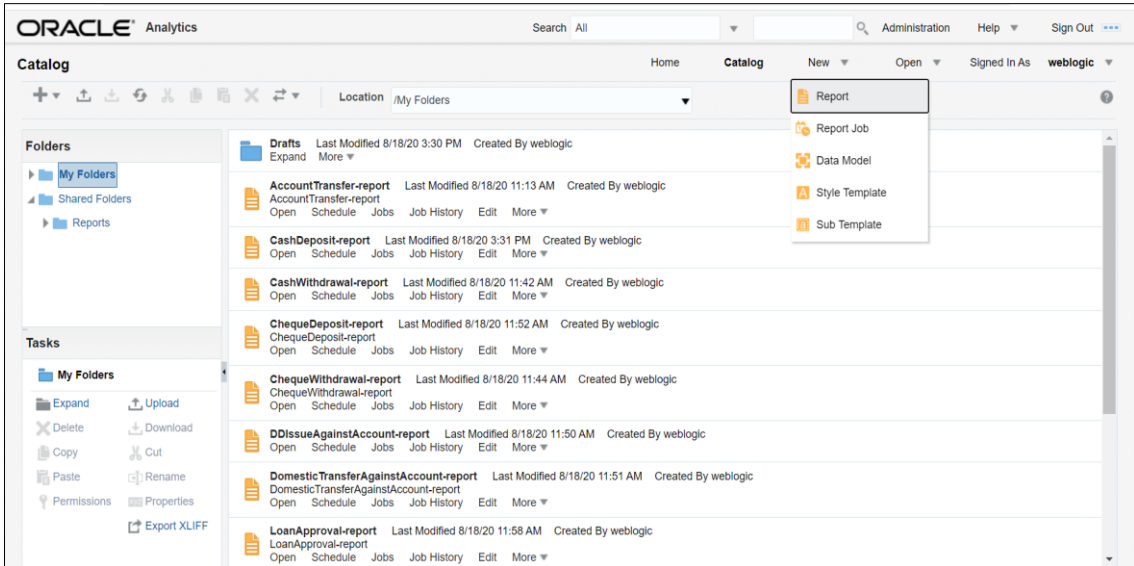 ORACLE® Analytics Search All Administration Help Sign Out
Catalog Home Catalog New Open Signed In As weblogic
Location /My Folders
Report
Report Job
Data Model
Style Template
Sub Template
Folders
My Folders
Shared Folders
Reports
Tasks
My Folders
Expand Upload
Delete Download
Copy Cut
Paste Rename
Permissions Properties
Export XLIFF
Drafts Last Modified 8/18/20 3:30 PM Created By weblogic
Expand More
AccountTransfer-report Last Modified 8/18/20 11:13 AM Created By weblogic
AccountTransfer-report
Open Schedule Jobs Job History Edit More
CashDeposit-report Last Modified 8/18/20 3:31 PM Created By weblogic
Open Schedule Jobs Job History Edit More
CashWithdrawal-report Last Modified 8/18/20 11:42 AM Created By weblogic
Open Schedule Jobs Job History Edit More
ChequeDeposit-report Last Modified 8/18/20 11:52 AM Created By weblogic
ChequeDeposit-report
Open Schedule Jobs Job History Edit More
ChequeWithdrawal-report Last Modified 8/18/20 11:44 AM Created By weblogic
ChequeWithdrawal-report
Open Schedule Jobs Job History Edit More
DDIssueAgainstAccount-report Last Modified 8/18/20 11:50 AM Created By weblogic
Open Schedule Jobs Job History Edit More
DomesticTransferAgainstAccount-report Last Modified 8/18/20 11:51 AM Created By weblogic
DomesticTransferAgainstAccount-report
Open Schedule Jobs Job History Edit More
LoanApproval-report Last Modified 8/18/20 11:58 AM Created By weblogic
LoanApproval-report
Open Schedule Jobs Job History Edit More